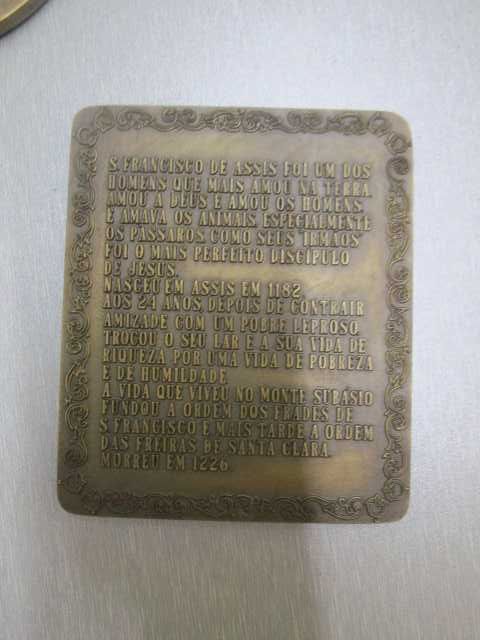 S. FRANCISCO DE ASSIS FOI UM DOS
HOMENS QUE MAIS AMOU NA TERRA.
AMOU A DEUS E AMOU OS HOMENS.
E AMAVA OS ANIMAIS, ESPECIALMENTE
OS PÁSSAROS, COMO SEUS "IRMÃOS"
FOI O MAIS PERFEITO DISCÍPULO
DE JESUS.
NASCEU EM ASSIS EM 1182.
AOS 24 ANOS, DEPOIS DE CONTRAIR
AMIZADE COM UM POBRE LEPROSO,
TROCOU O SEU LAR E A SUA VIDA DE
RIQUEZA POR UMA VIDA DE POBREZA
E DE HUMILDADE.
A VIDA QUE VIVEU NO MONTE SUBASIO
FUNDOU A ORDEM DOS FRADES DE
S. FRANCISCO E MAIS TARDE A ORDEM
DAS FREIRAS DE SANTA CLARA.
MORREU EM 1226.